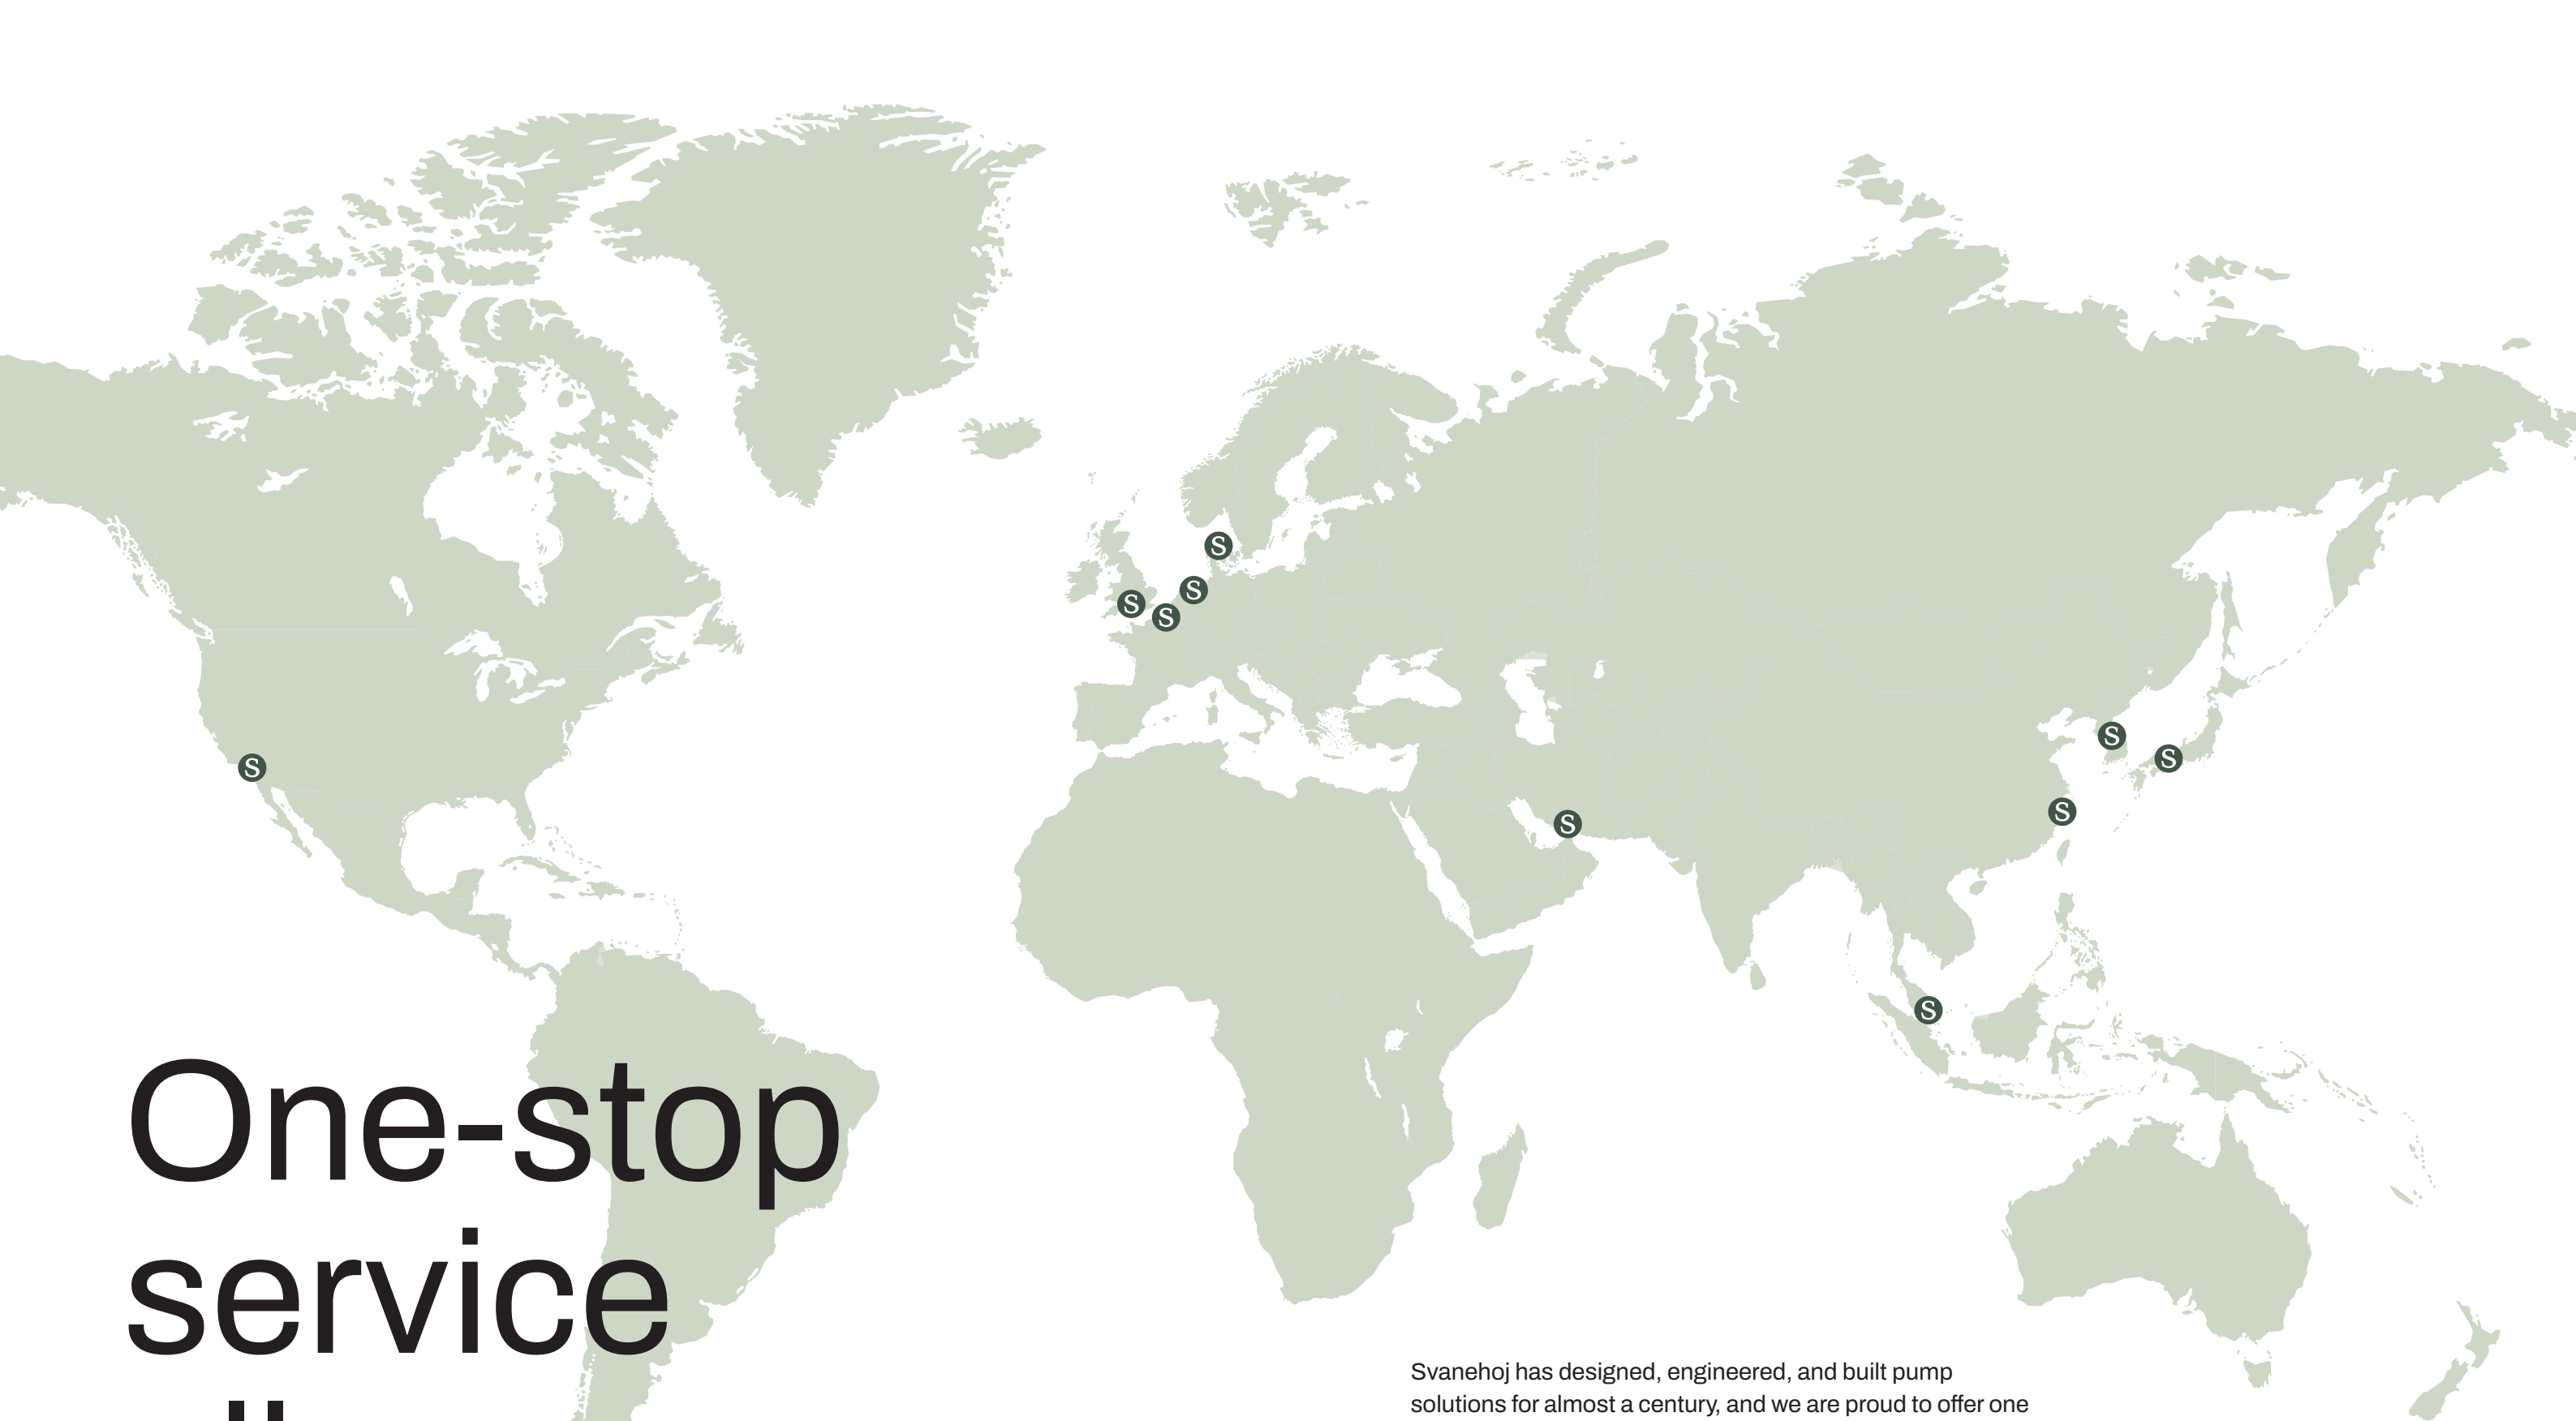 S
S
S
S
S
S
S
S
S
S
One-stop
service
Svanehoj has designed, engineered, and built pump
solutions for almost a century, and we are proud to offer one